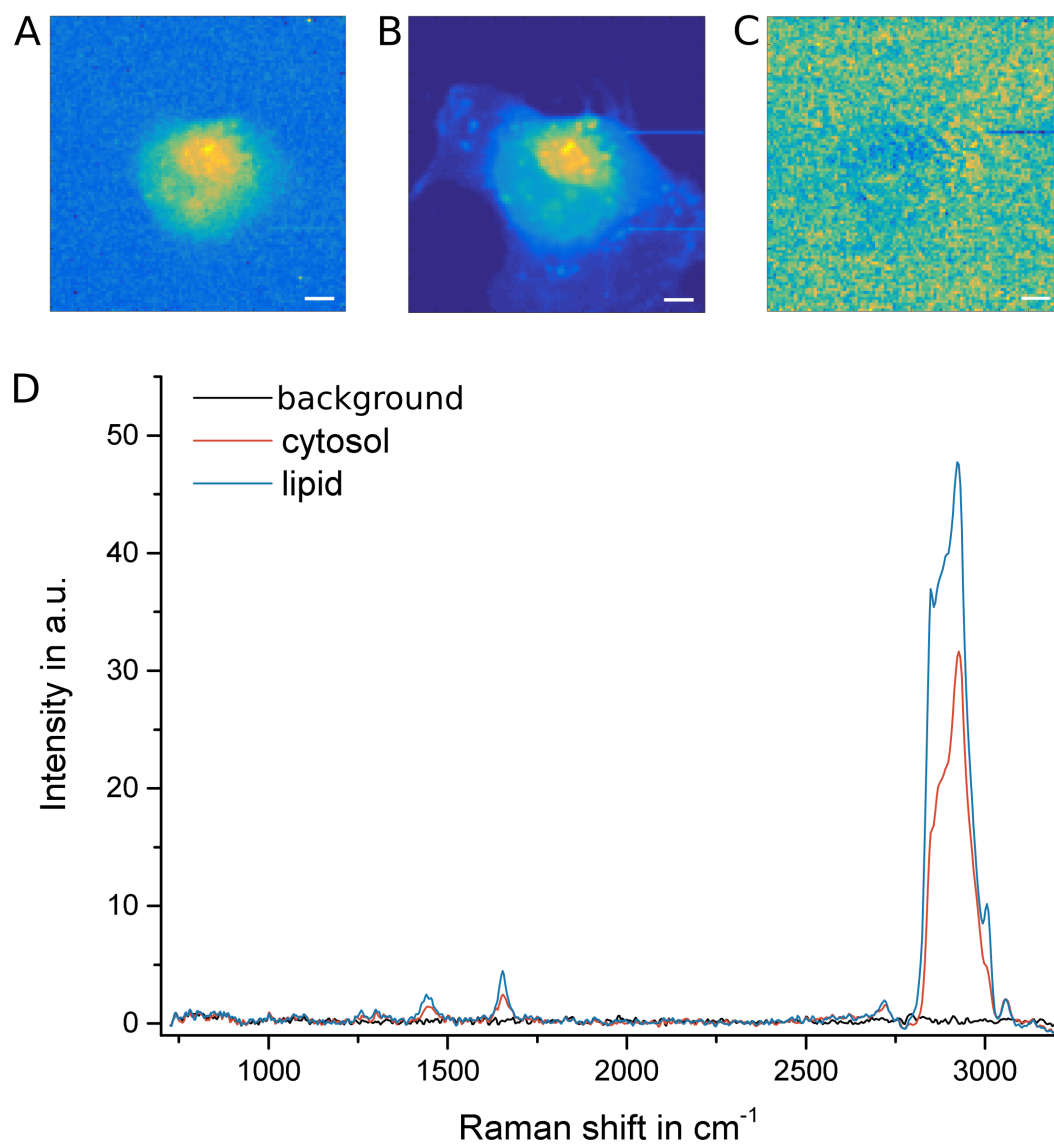 A
B
C
D
background
cytosol
lipid
50
40
30
20
10
0
Intensity in a.u.
1000
1500
2000
2500
3000
Raman shift in cm⁻¹